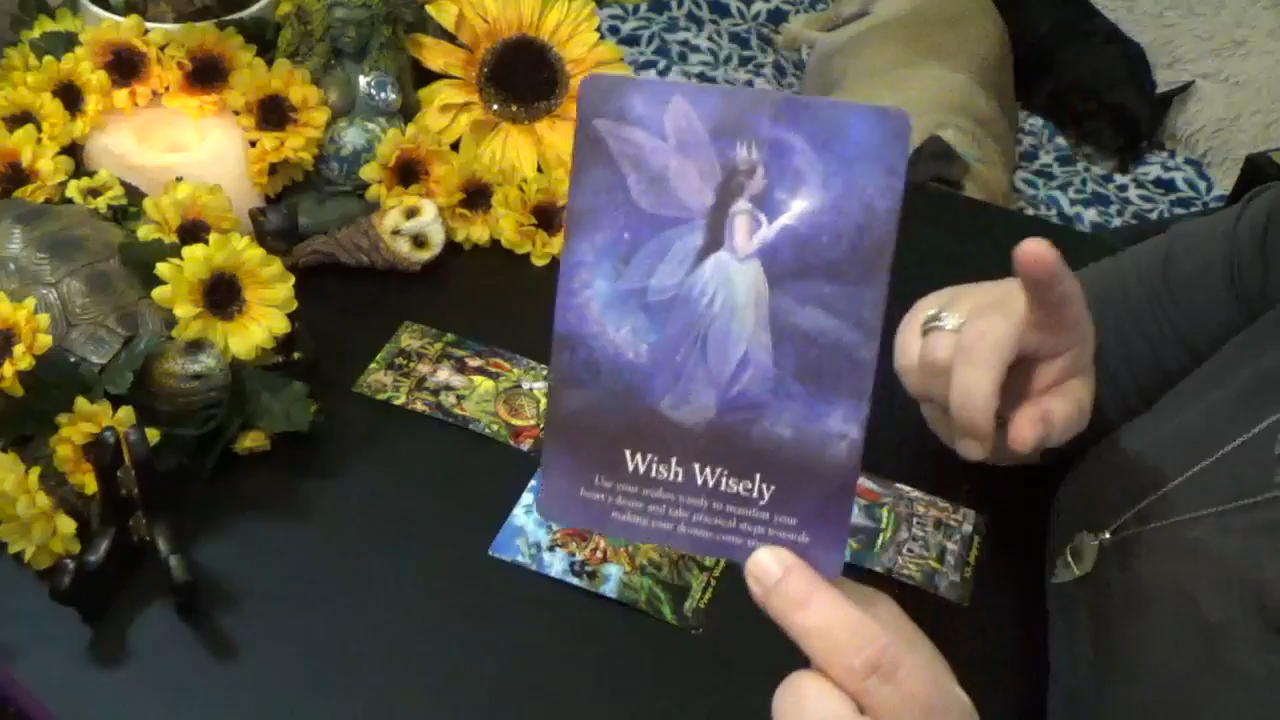 Wish Wisely
Use your wishes wisely to manifest your
heart's desire and take practical steps towards
making your dreams come